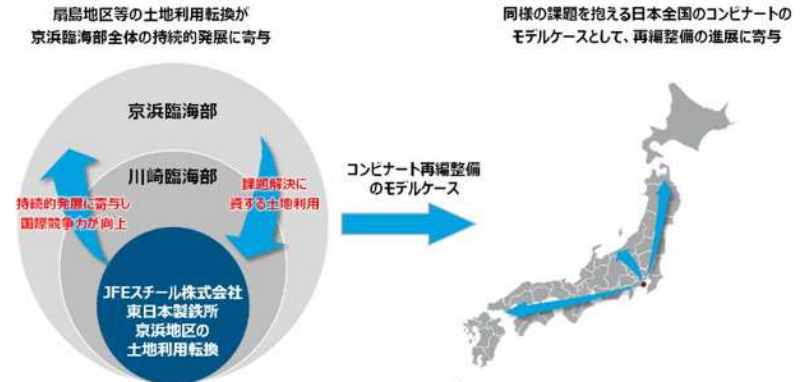 扇島地区等の土地利用転換が
京浜臨海部全体の持続的発展に寄与
同様の課題を抱える日本全国のコンビナートの
モデルケースとして、再編整備の進展に寄与
京浜臨海部
川崎臨海部
持続的発展に寄与し
国際競争力が向上
課題解決に
資する土地利用
JFEスチール株式会社
東日本製鉄所
京浜地区の
土地利用転換
コンビナート再編整備
のモデルケース